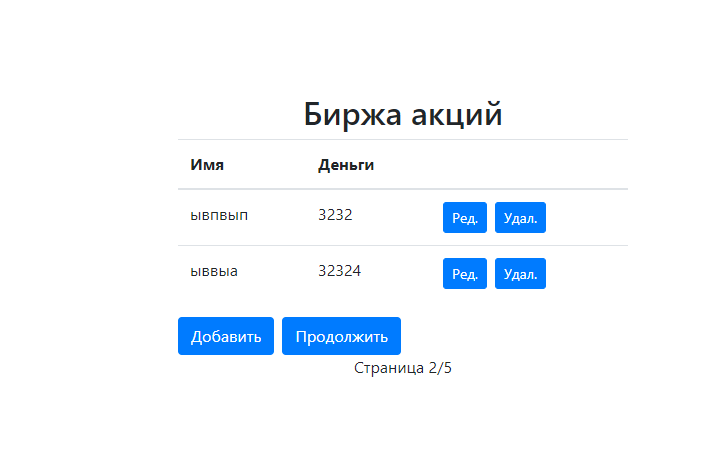 Биржа акций
Имя Деньги
ывпвып 3232 Ред. Удал.
ыввыа 32324 Ред. Удал.
Добавить Продолжить
Страница 2/5